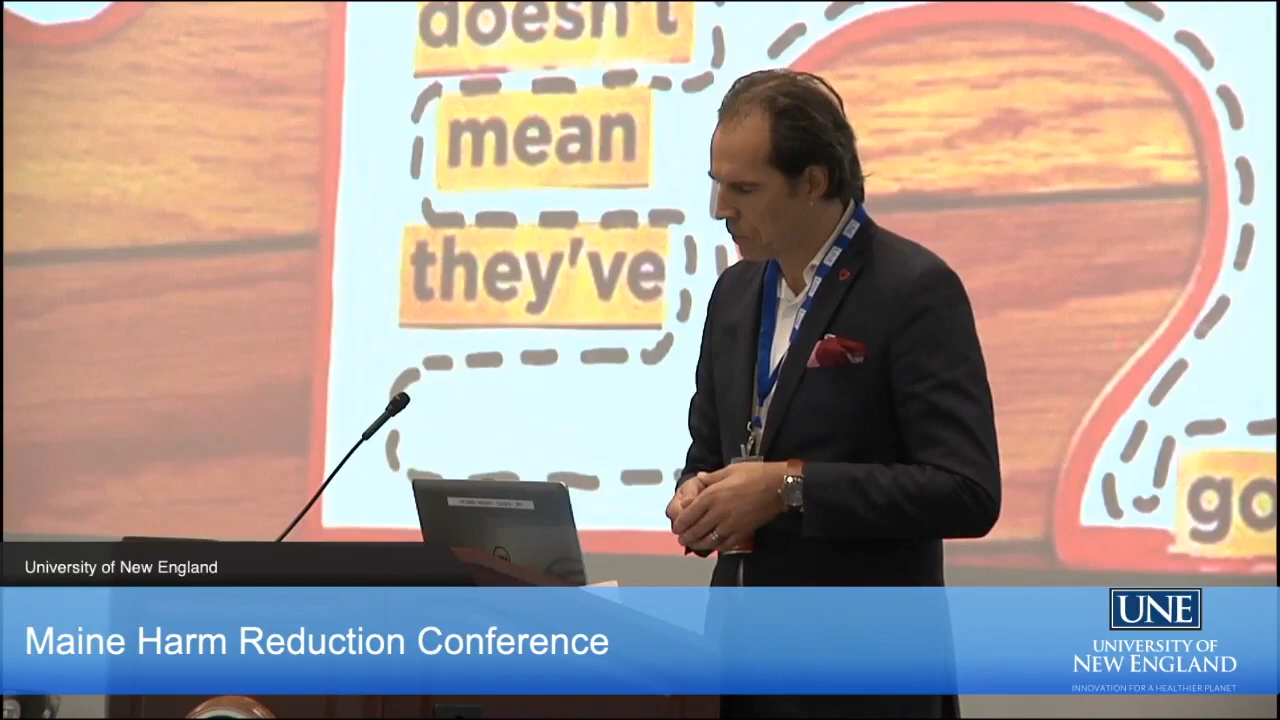 doesn't
mean
they've
go
University of New England
Maine Harm Reduction Conference
UNE
UNIVERSITY OF
NEW ENGLAND
INNOVATION FOR A HEALTHIER PLANET